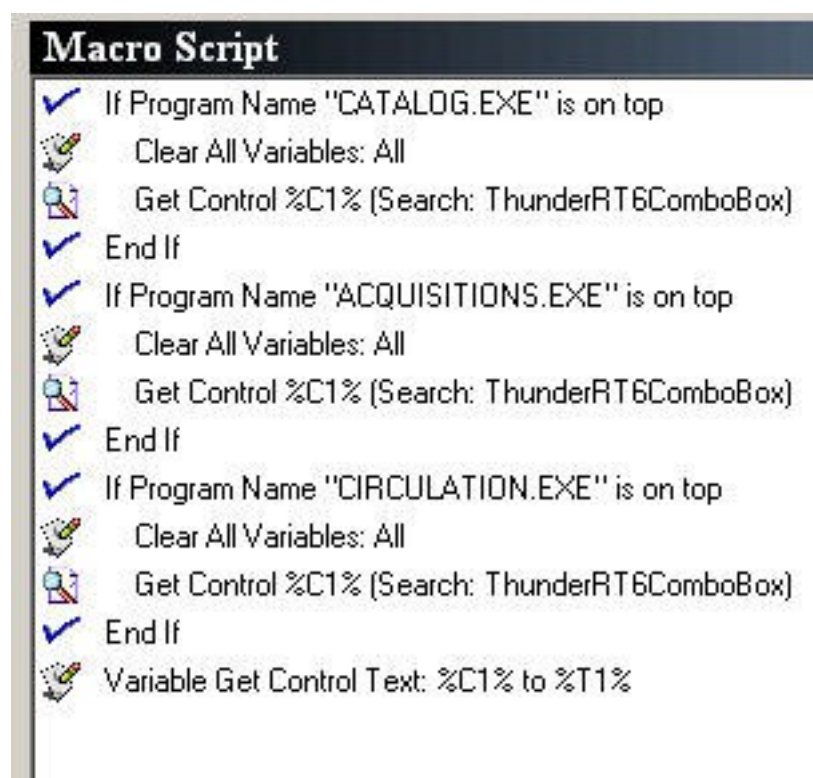 Macro Script
If Program Name "CATALOG.EXE" is on top
Clear All Variables: All
Get Control %C1% (Search: ThunderRT6ComboBox)
End If
If Program Name "ACQUISITIONS.EXE" is on top
Clear All Variables: All
Get Control %C1% (Search: ThunderRT6ComboBox)
End If
If Program Name "CIRCULATION.EXE" is on top
Clear All Variables: All
Get Control %C1% (Search: ThunderRT6ComboBox)
End If
Variable Get Control Text: %C1% to %T1%